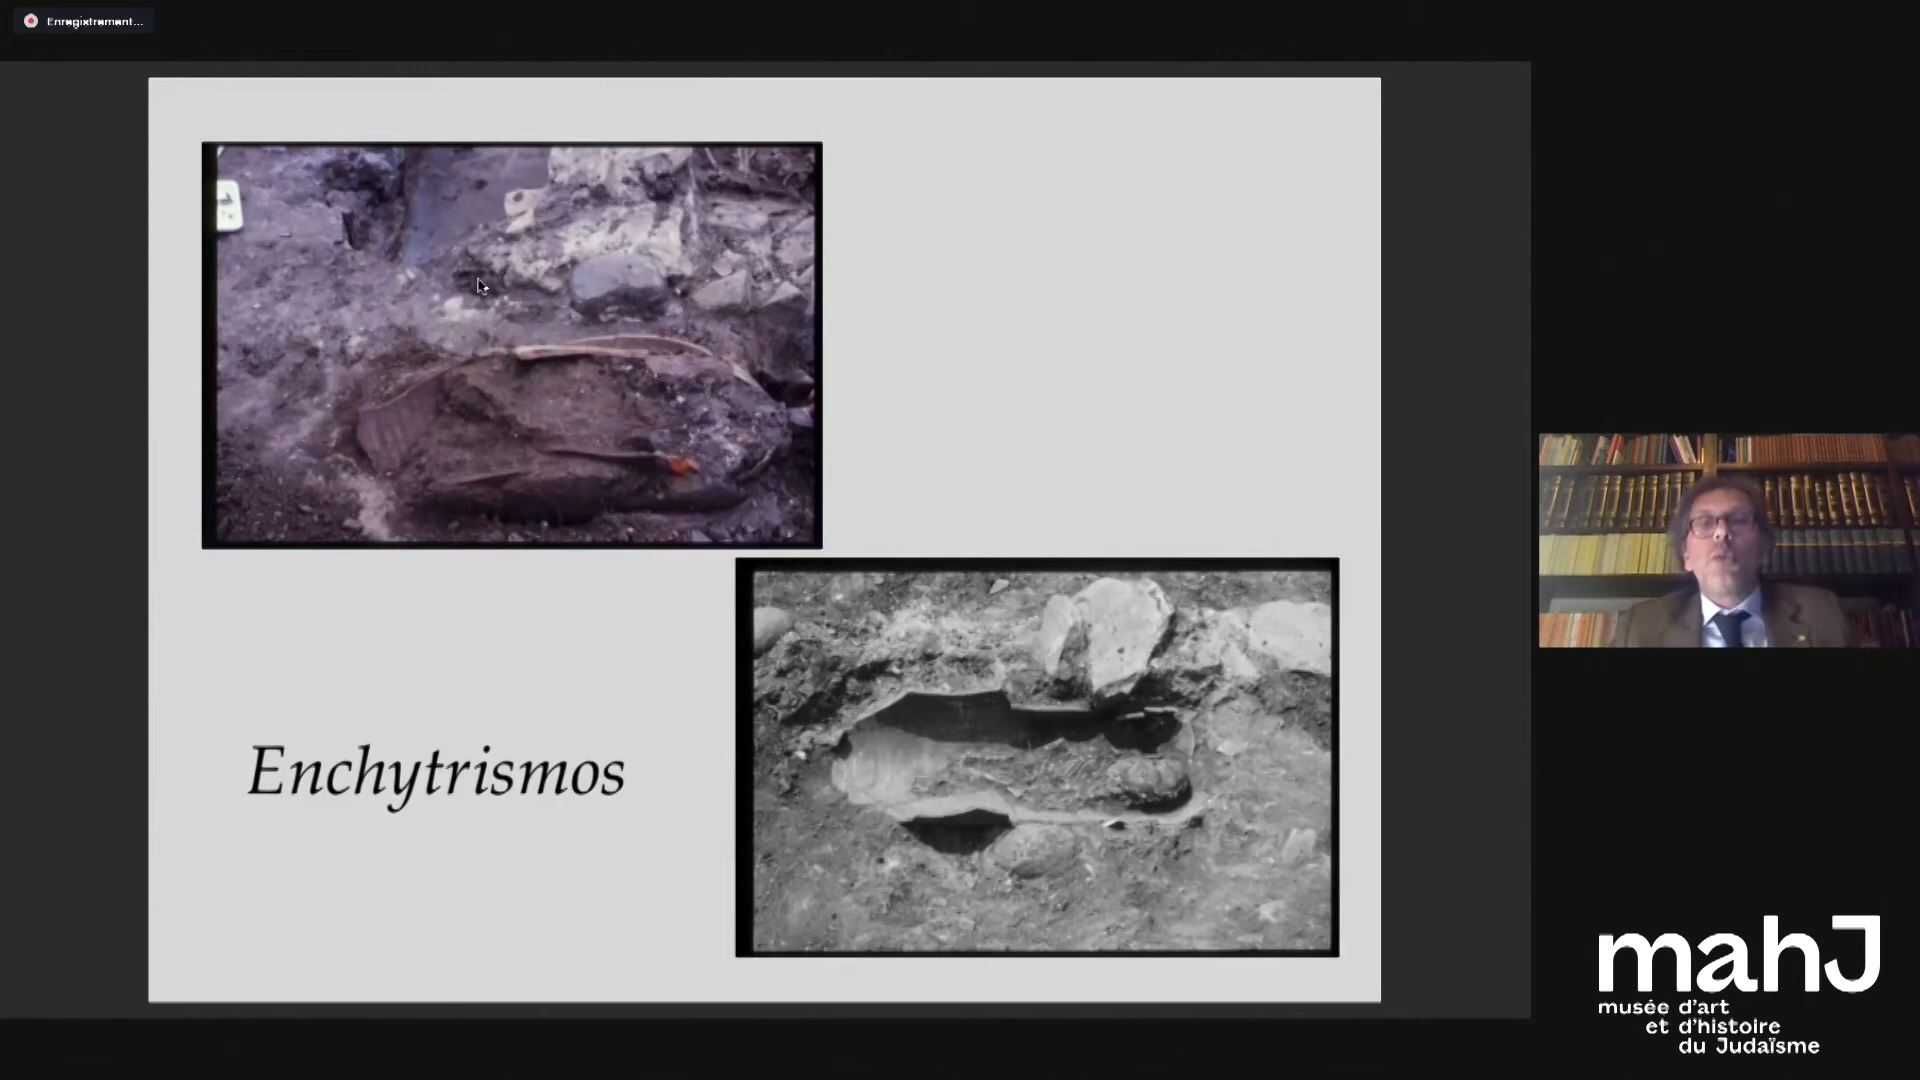 Enregistrement...
Enchytrismos
mahJ
musée d'art
et d'histoire
du Judaïsme